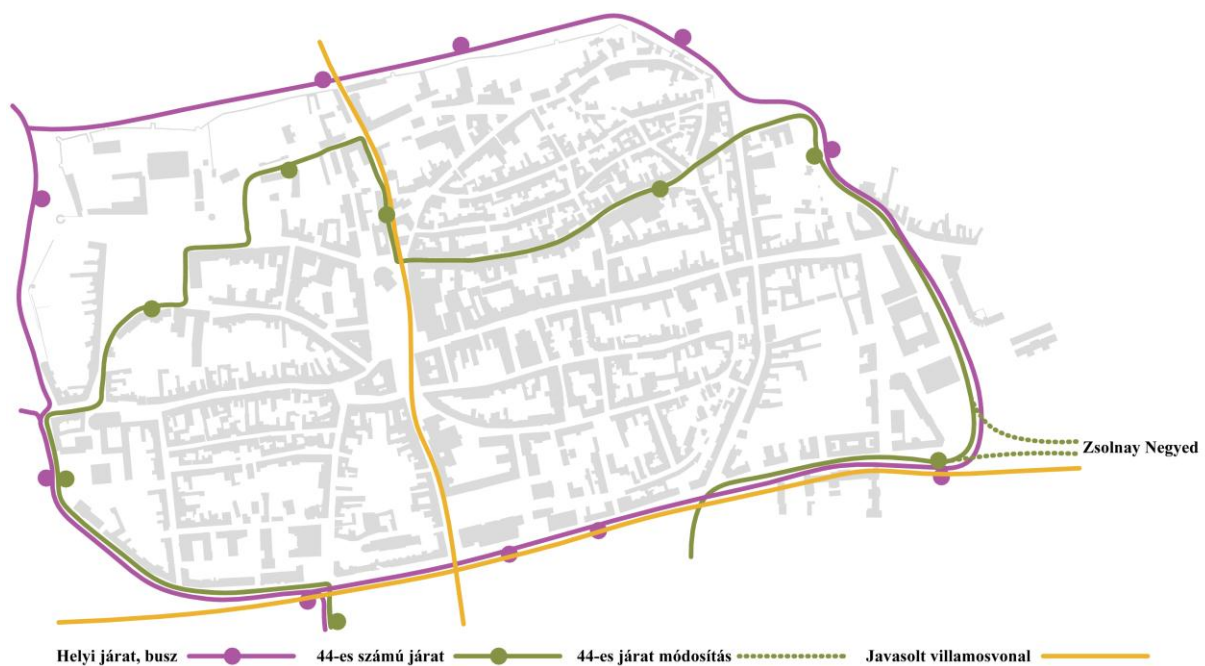 Zsolnay Negyed
Helyi járat, busz 44-es számú járat 44-es járat módosítás Javasolt villamosvonal